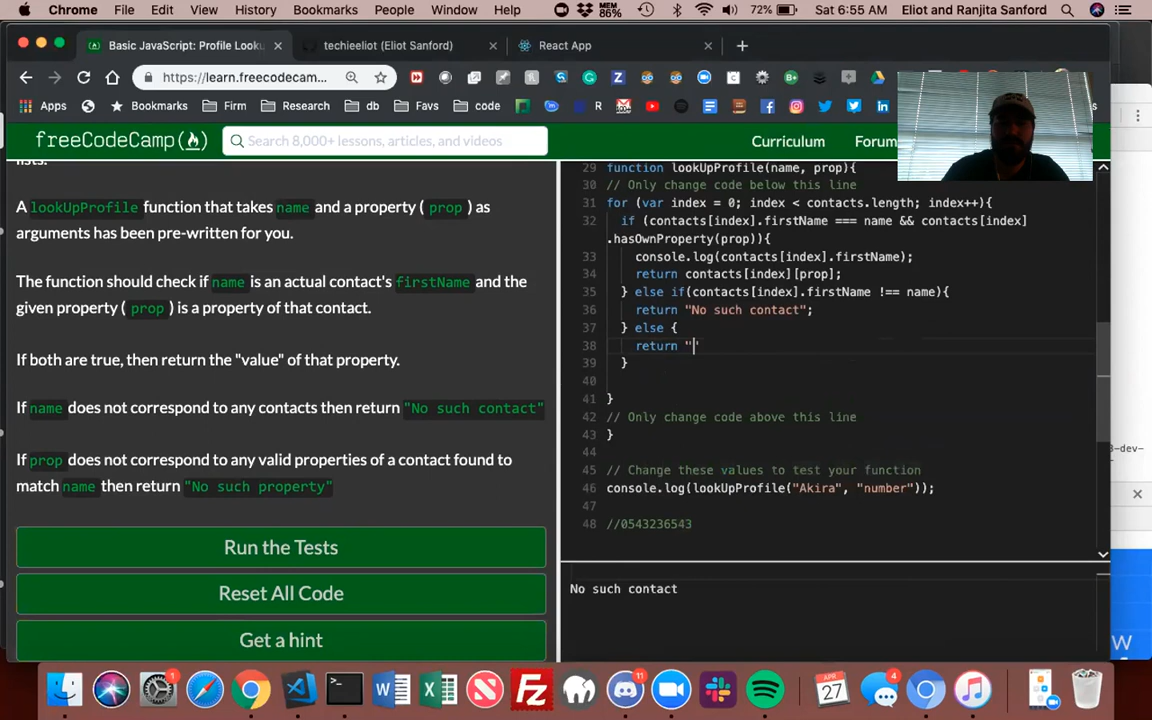 Chrome File Edit View History Bookmarks People Window Help MEM 86% 72% Sat 6:55 AM Eliot and Ranjita Sanford
Basic JavaScript: Profile Looku
techieeliot (Eliot Sanford)
React App
https://learn.freecodecam...
Apps Bookmarks Firm Research db Favs code R 100+
freeCodeCamp
Search 8,000+ lessons, articles, and videos
Curriculum Forum
lists.
A lookUpProfile function that takes name and a property ( prop ) as
arguments has been pre-written for you.
The function should check if name is an actual contact's firstName and the
given property ( prop ) is a property of that contact.
If both are true, then return the "value" of that property.
If name does not correspond to any contacts then return "No such contact"
If prop does not correspond to any valid properties of a contact found to
match name then return "No such property"
Run the Tests
Reset All Code
Get a hint
29 function lookUpProfile(name, prop){
30 // Only change code below this line
31 for (var index = 0; index < contacts.length; index++){
32 if (contacts[index].firstName === name && contacts[index]
.hasOwnProperty(prop)){
33 console.log(contacts[index].firstName);
34 return contacts[index][prop];
35 } else if(contacts[index].firstName !== name){
36 return "No such contact";
37 } else {
38 return ""
39 }
40
41 }
42 // Only change code above this line
43 }
44
45 // Change these values to test your function
46 console.log(lookUpProfile("Akira", "number"));
47
48 //0543236543
No such contact
3-dev-
W
1
11
APR
27
4